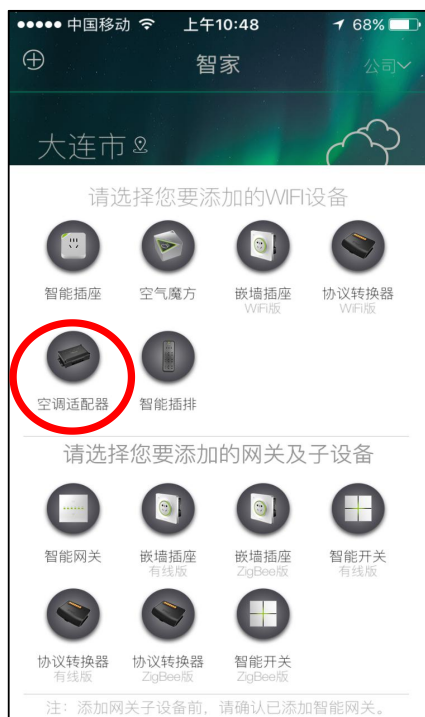 中国移动 上午10:48 68%
智家 公司
大连市
请选择您要添加的WIFI设备
智能插座 空气魔方 嵌墙插座 协议转换器
WiFi版 WiFi版
空调适配器 智能插排
请选择您要添加的网关及子设备
智能网关 嵌墙插座 嵌墙插座 智能开关
有线版 ZigBee版 有线版
协议转换器 协议转换器 智能开关
有线版 ZigBee版 ZigBee版
注：添加网关子设备前，请确认已添加智能网关。